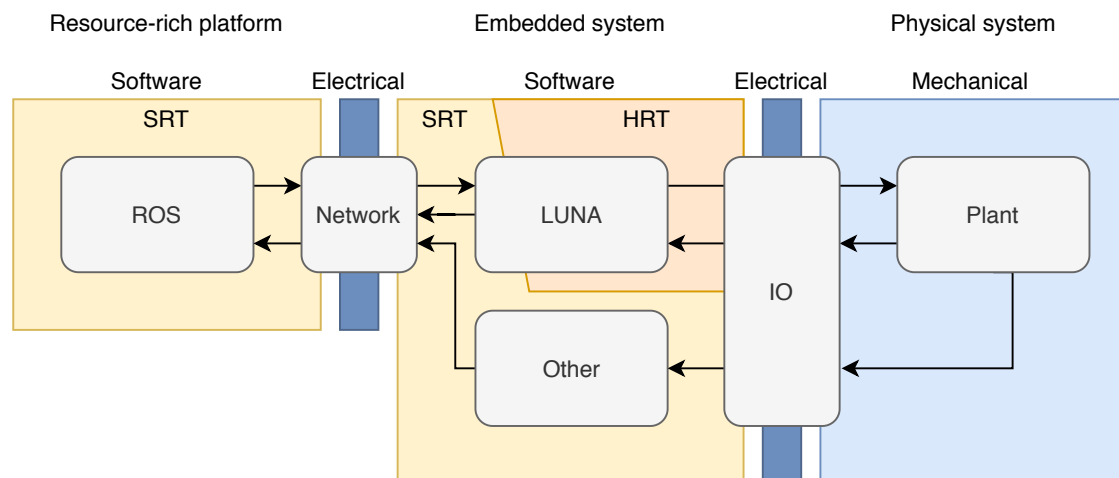 Resource-rich platform Embedded system Physical system
Software Electrical Software Electrical Mechanical
SRT SRT HRT
ROS Network LUNA Plant
IO
Other